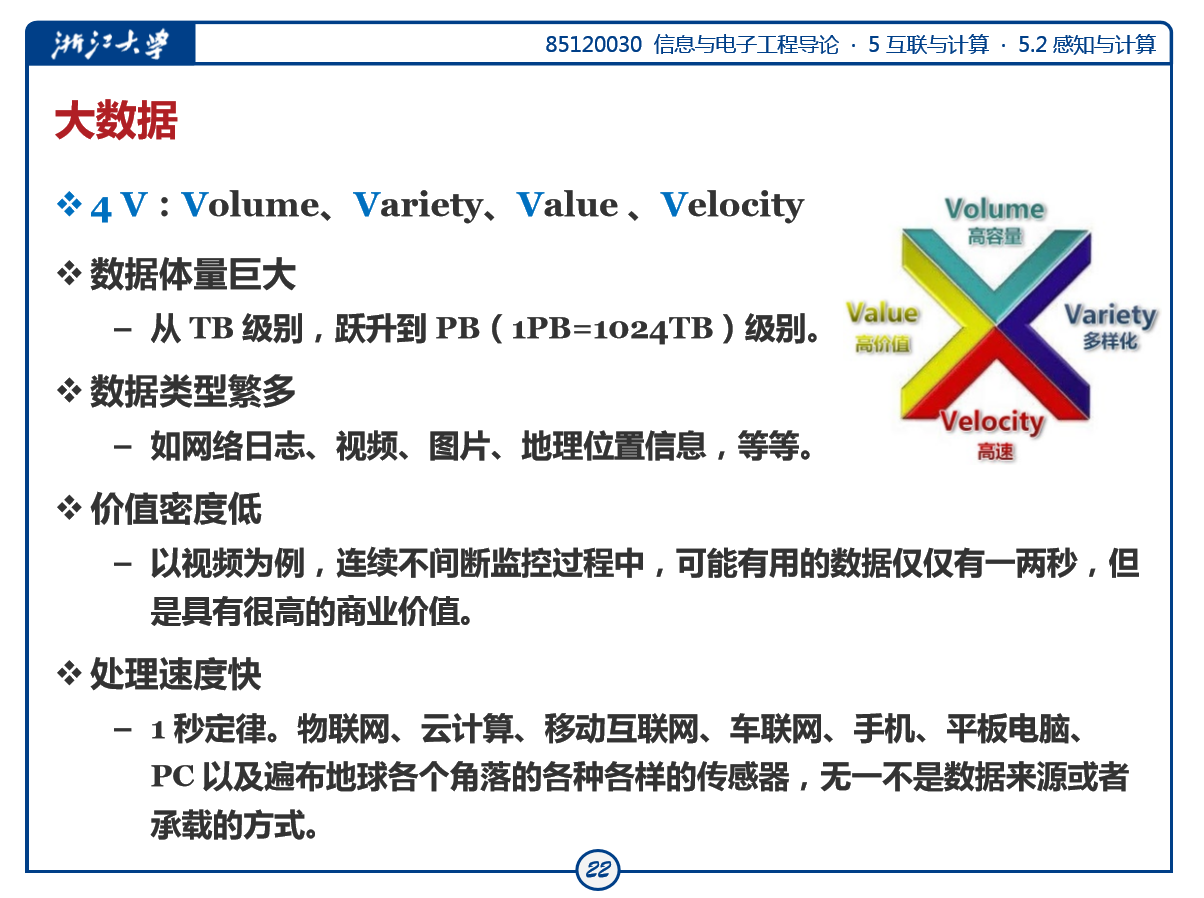 浙江大学
85120030 信息与电子工程导论 · 5 互联与计算 · 5.2 感知与计算
大数据
❖ 4 V：Volume、Variety、Value 、Velocity
❖ 数据体量巨大
– 从 TB 级别，跃升到 PB（1PB=1024TB）级别。
❖ 数据类型繁多
– 如网络日志、视频、图片、地理位置信息，等等。
❖ 价值密度低
– 以视频为例，连续不间断监控过程中，可能有用的数据仅仅有一两秒，但
是具有很高的商业价值。
❖ 处理速度快
– 1 秒定律。物联网、云计算、移动互联网、车联网、手机、平板电脑、
PC 以及遍布地球各个角落的各种各样的传感器，无一不是数据来源或者
承载的方式。
Volume
高容量
Value
高价值
Variety
多样化
Velocity
高速
22